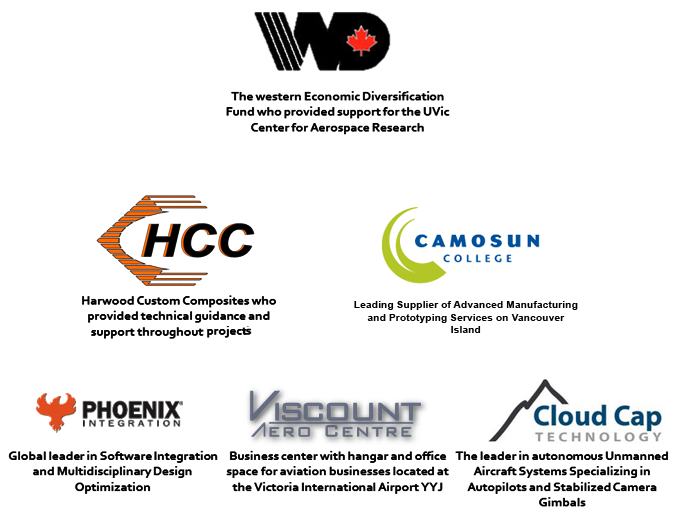 WD
The western Economic Diversification
Fund who provided support for the UVic
Center for Aerospace Research
HCC
CAMOSUN
COLLEGE
Harwood Custom Composites who
provided technical guidance and
support throughout projects
Leading Supplier of Advanced Manufacturing
and Prototyping Services on Vancouver
Island
PHOENIX®
INTEGRATION
VISCOUNT
AERO CENTRE
Cloud Cap
TECHNOLOGY
Global leader in Software Integration
and Multidisciplinary Design
Optimization
Business center with hangar and office
space for aviation businesses located at
the Victoria International Airport YYJ
The leader in autonomous Unmanned
Aircraft Systems Specializing in
Autopilots and Stabilized Camera
Gimbals